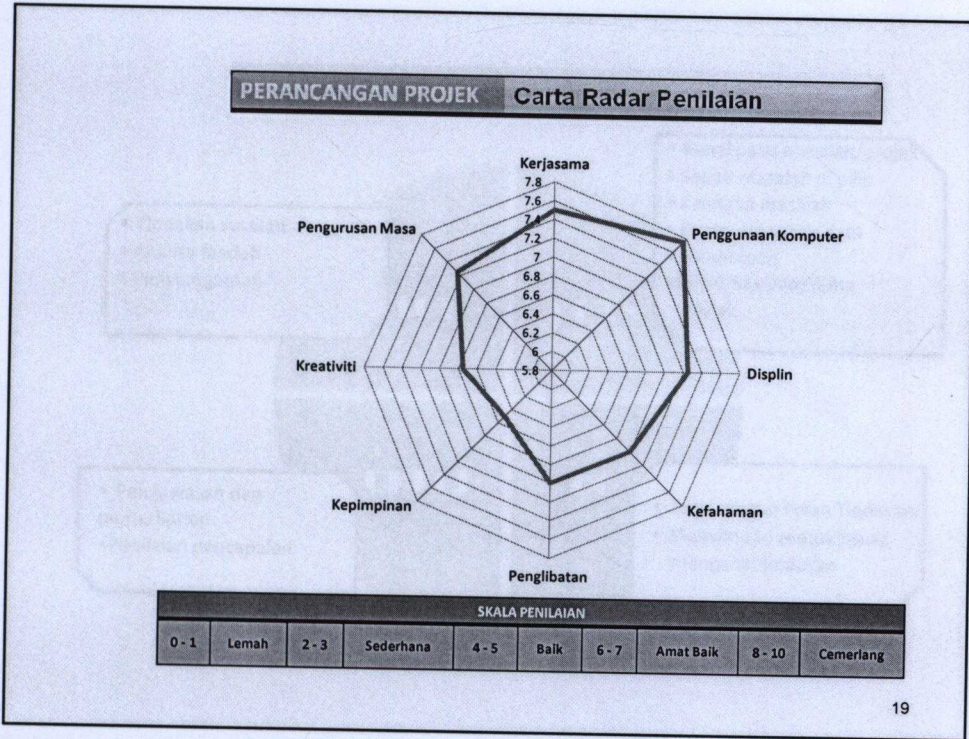 PERANCANGAN PROJEK Carta Radar Penilaian
Kerjasama
7.8
7.6
7.4
7.2
7
6.8
6.6
6.4
6.2
6
5.8
Penggunaan Komputer
Displin
Kefahaman
Penglibatan
Kepimpinan
Kreativiti
Pengurusan Masa
SKALA PENILAIAN
0 - 1 Lemah 2 - 3 Sederhana 4 - 5 Baik 6 - 7 Amat Baik 8 - 10 Cemerlang
19